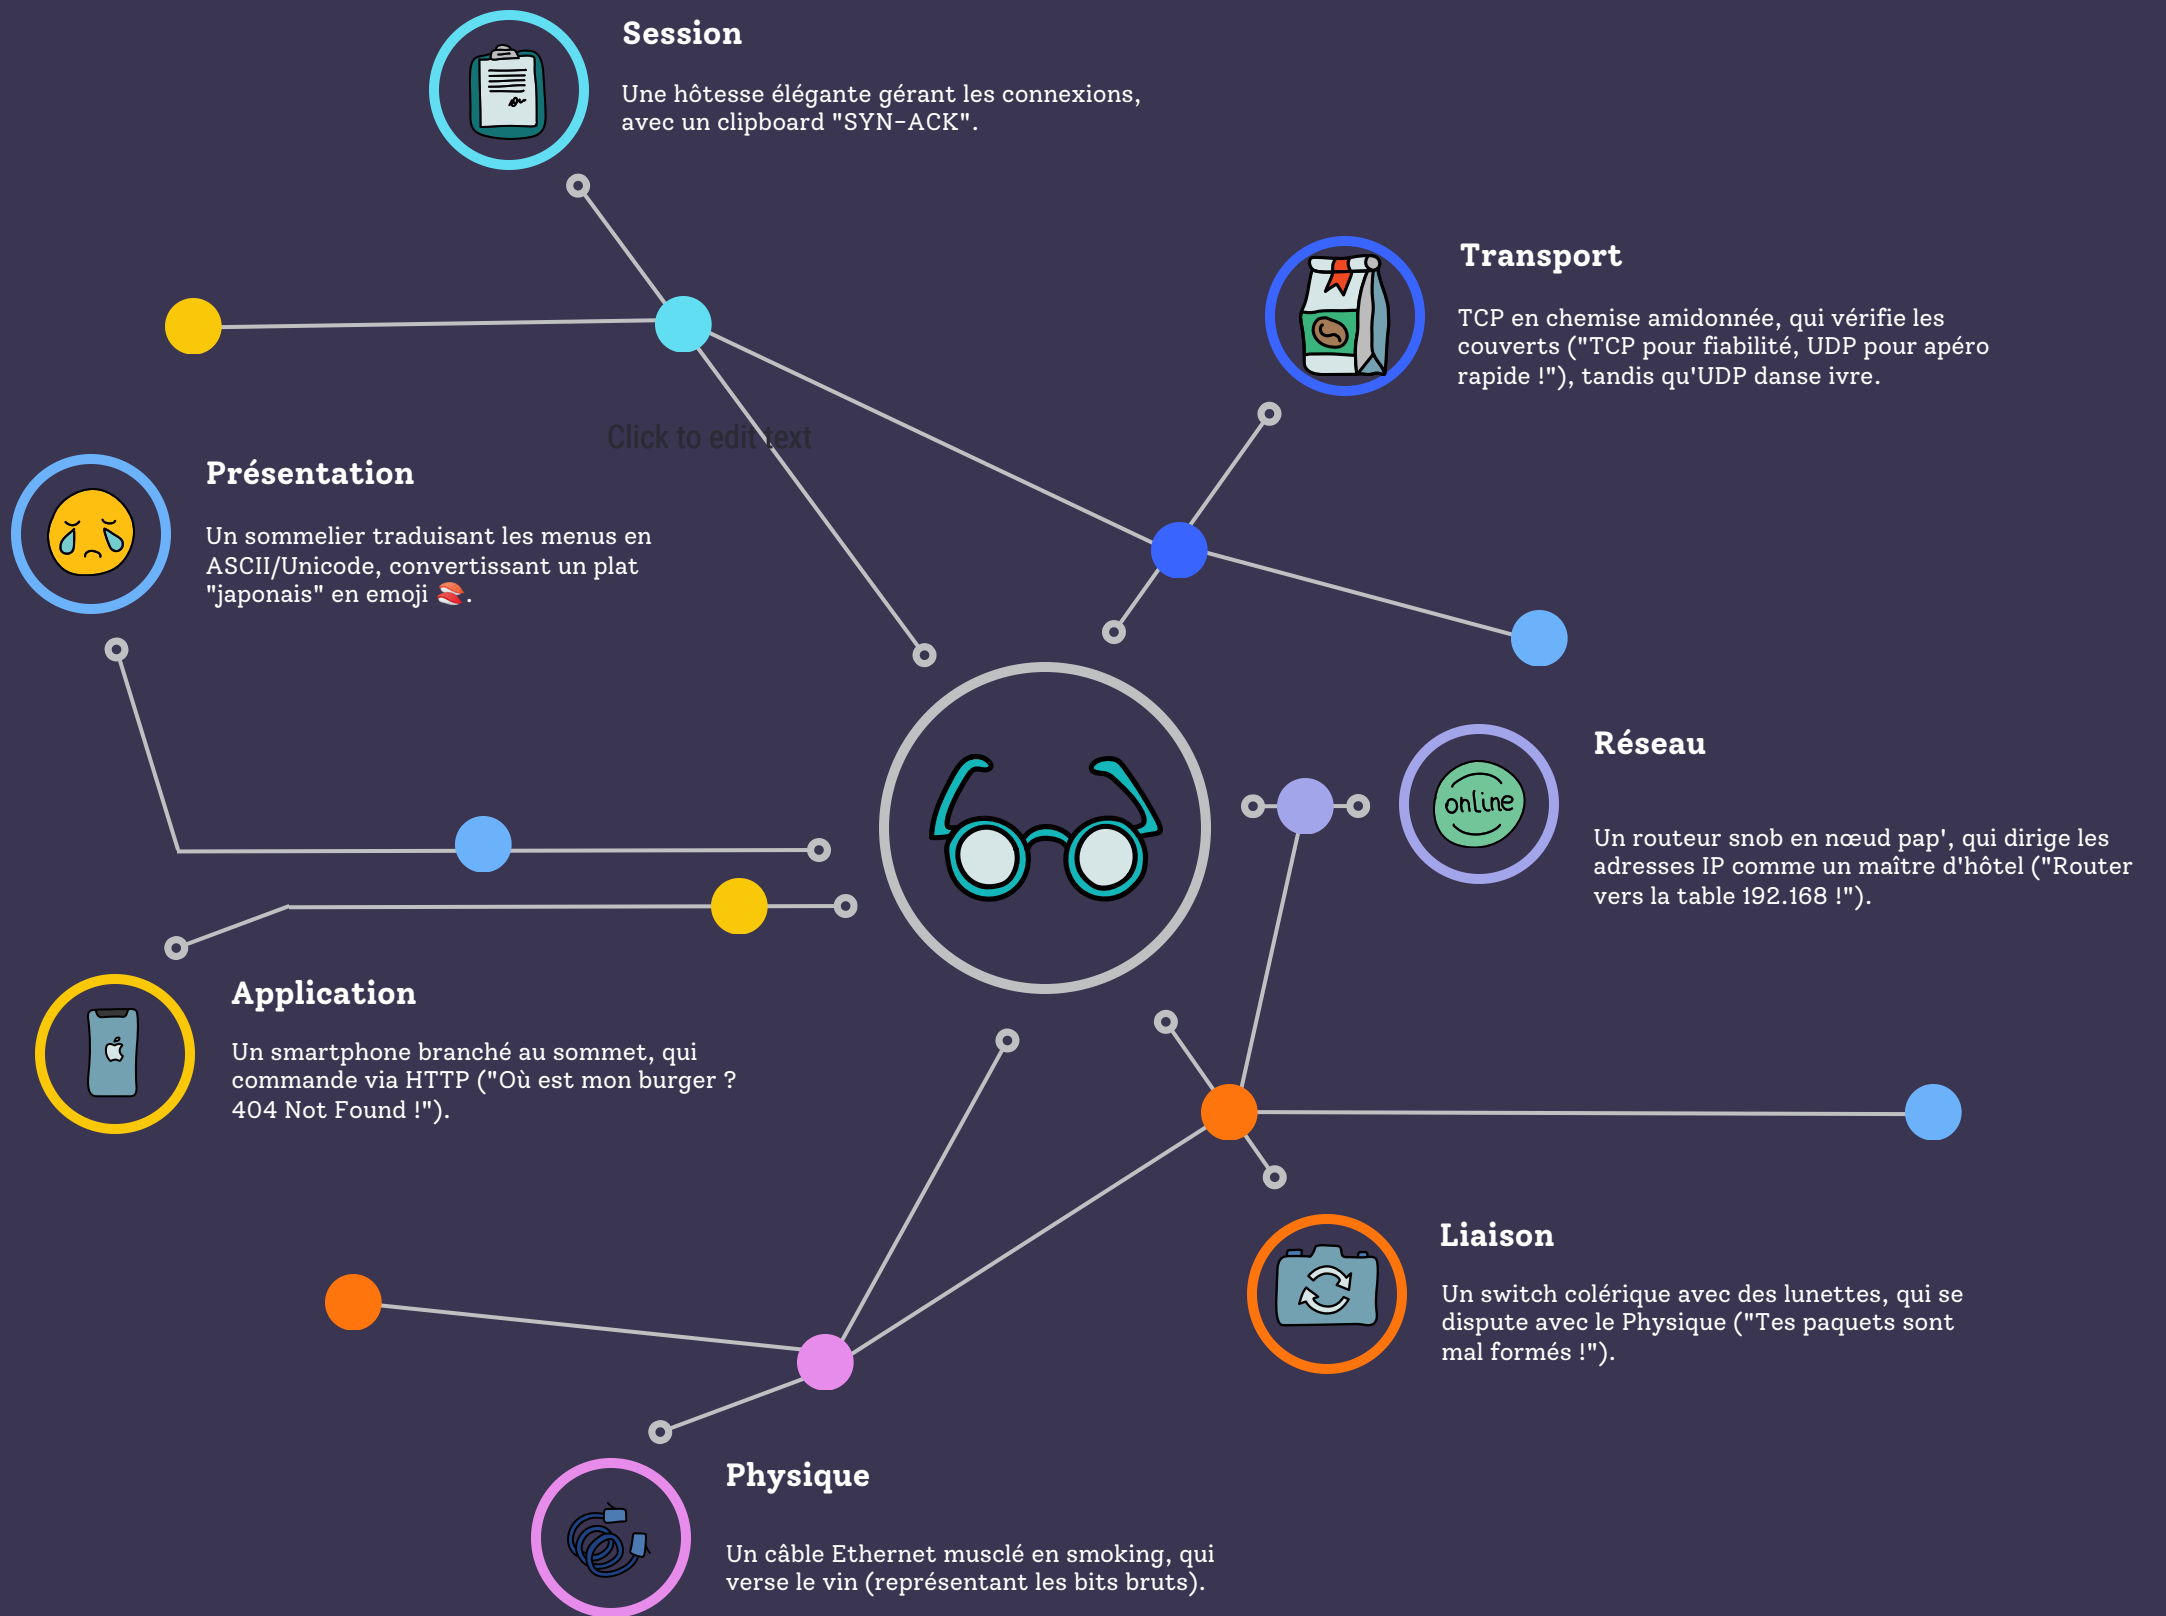 Session
Une hôtesse élégante gérant les connexions,
avec un clipboard "SYN-ACK".
Transport
TCP en chemise amidonnée, qui vérifie les
couverts ("TCP pour fiabilité, UDP pour apéro
rapide !"), tandis qu'UDP danse ivre.
Click to edit text
Présentation
Un sommelier traduisant les menus en
ASCII/Unicode, convertissant un plat
"japonais" en emoji 🍣.
Réseau
online
Un routeur snob en nœud pap', qui dirige les
adresses IP comme un maître d'hôtel ("Router
vers la table 192.168 !").
Application
Un smartphone branché au sommet, qui
commande via HTTP ("Où est mon burger ?
404 Not Found !").
Liaison
Un switch colérique avec des lunettes, qui se
dispute avec le Physique ("Tes paquets sont
mal formés !").
Physique
Un câble Ethernet musclé en smoking, qui
verse le vin (représentant les bits bruts).